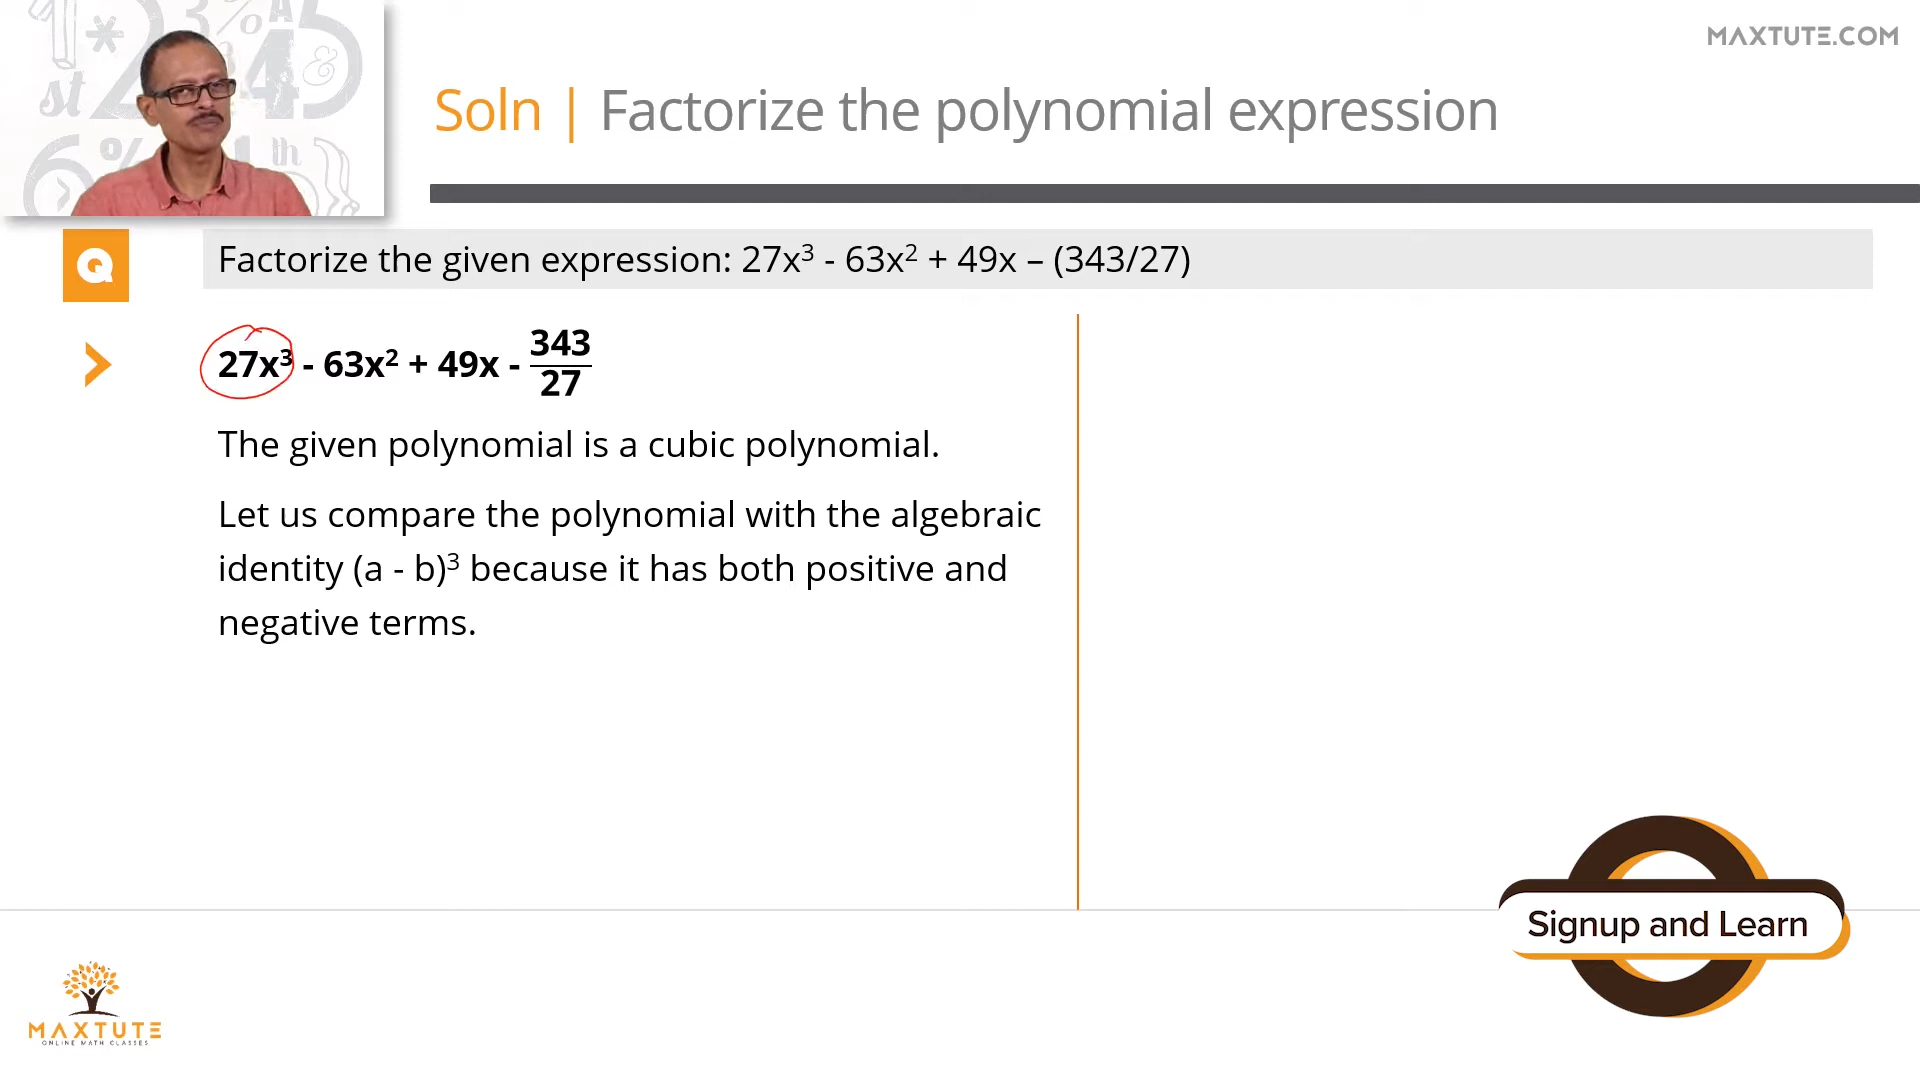 MAXTUTE.COM
Soln | Factorize the polynomial expression
Q
Factorize the given expression: 27x³ - 63x² + 49x – (343/27)
27x³ - 63x² + 49x - 343/27
The given polynomial is a cubic polynomial.
Let us compare the polynomial with the algebraic
identity (a - b)³ because it has both positive and
negative terms.
Signup and Learn
MAXTUTE
ONLINE MATH CLASSES